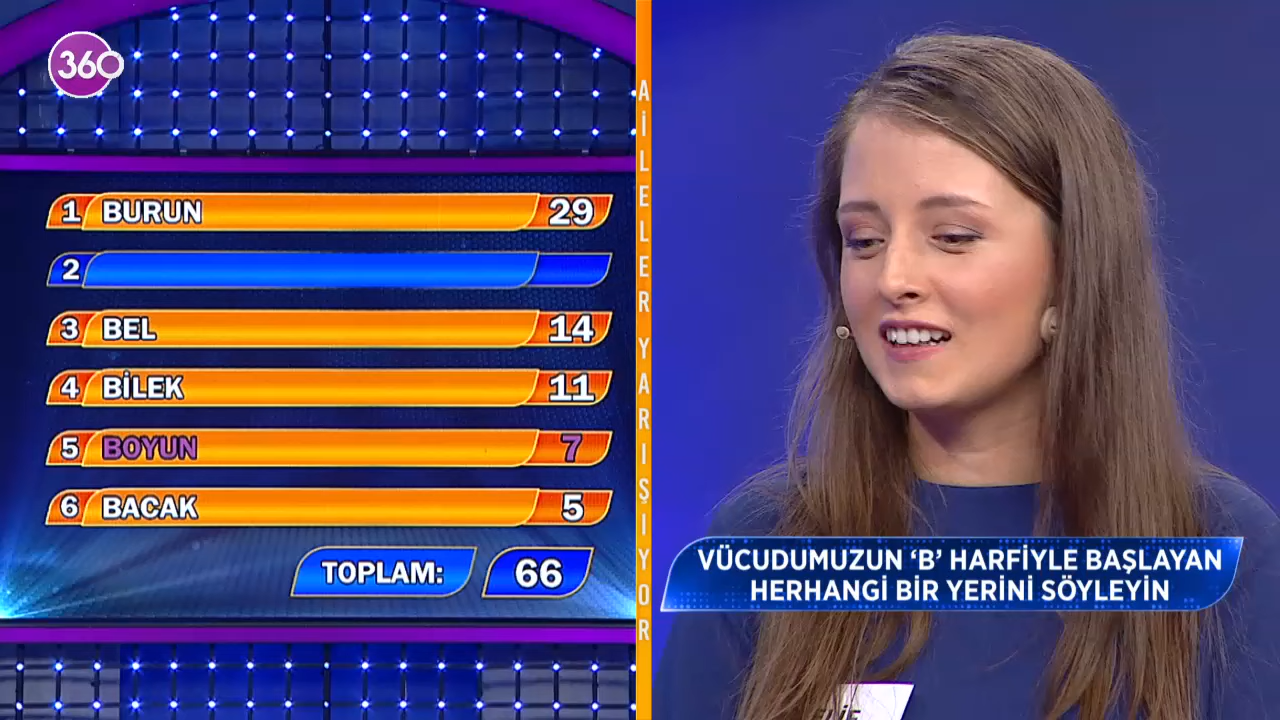 360
1 BURUN 29
2
3 BEL 14
4 BİLEK 11
5 BOYUN 7
6 BACAK 5
TOPLAM: 66
AİLELER YARIŞIYOR
VÜCUDUMUZUN ‘B’ HARFİYLE BAŞLAYAN
HERHANGİ BİR YERİNİ SÖYLEYİN